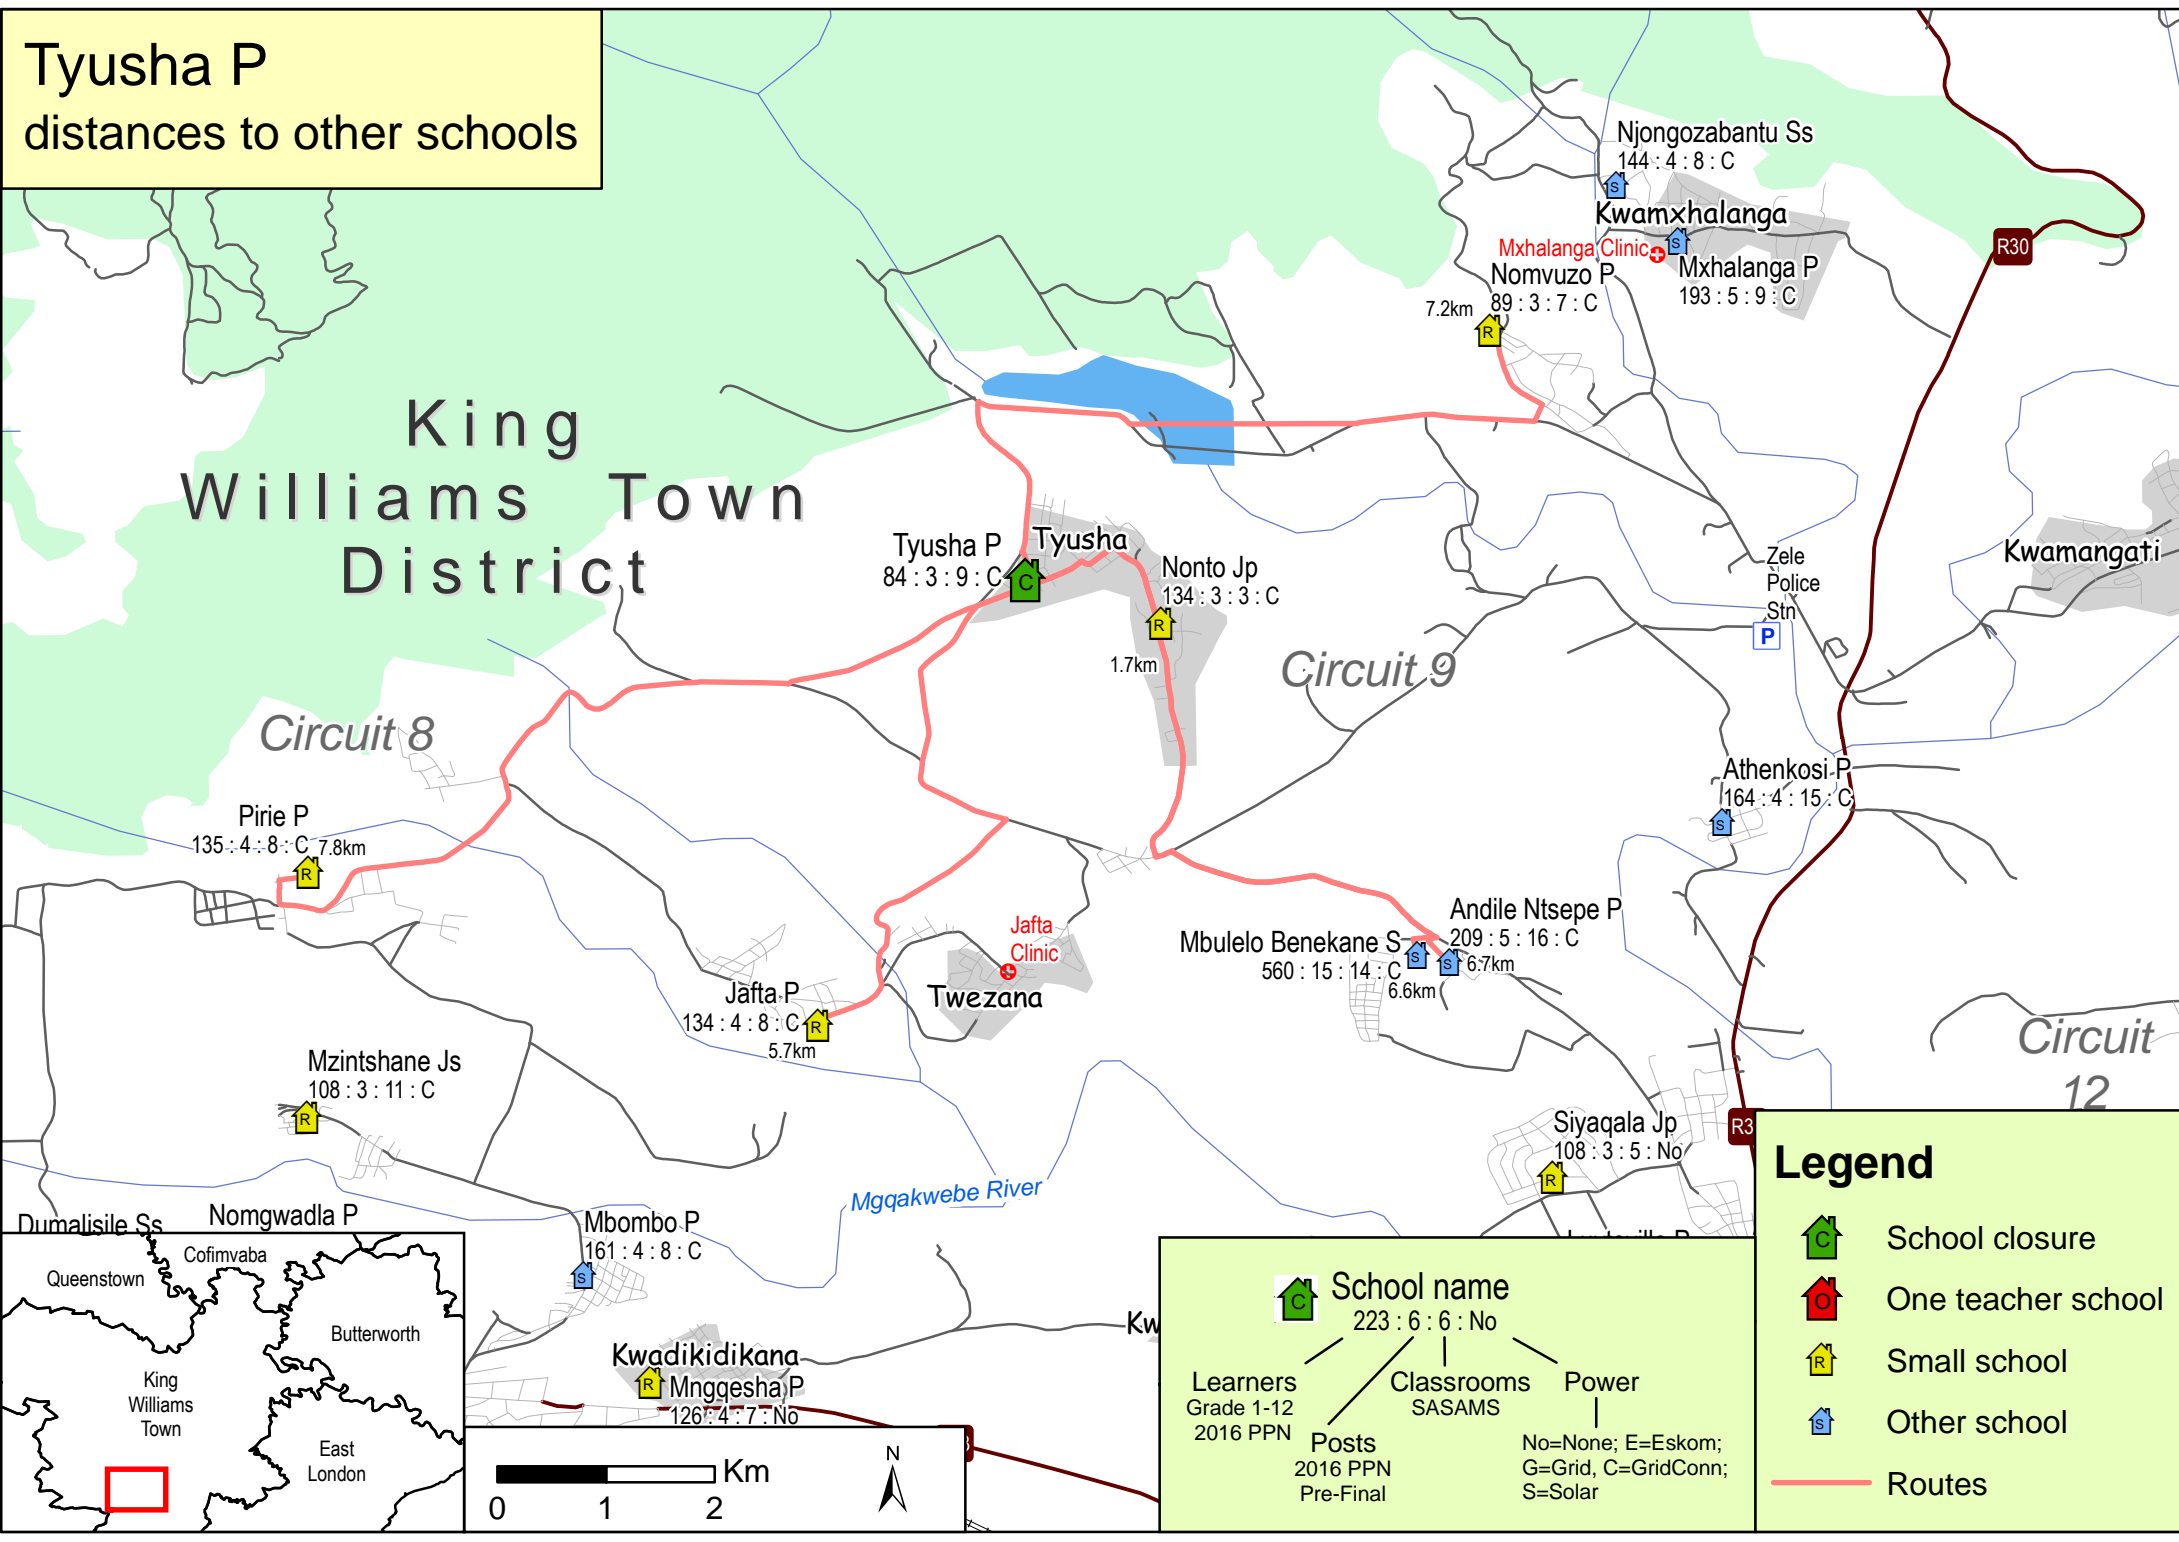 Tyusha P
distances to other schools
Njongozabantu Ss
144 : 4 : 8 : C
S
Kwamxhalanga
Mxhalanga Clinic
S
R30
Nomvuzo P
89 : 3 : 7 : C
Mxhalanga P
193 : 5 : 9 : C
7.2km
R
King
Williams Town
District
Tyusha P
84 : 3 : 9 : C
C
Tyusha
Nonto Jp
134 : 3 : 3 : C
R
1.7km
Zele
Police
Stn
P
Kwamangati
Circuit 9
Circuit 8
Athenkosi P
164 : 4 : 15 : C
S
Pirie P
135 : 4 : 8 : C
7.8km
R
Andile Ntsepe P
209 : 5 : 16 : C
S
6.7km
Mbulelo Benekane S
560 : 15 : 14 : C
S
6.6km
Jafta
Clinic
Twezana
Jafta P
134 : 4 : 8 : C
R
5.7km
Circuit
12
Mzintshane Js
108 : 3 : 11 : C
R
Siyaqala Jp
108 : 3 : 5 : No
R
R3
Mgqakwebe River
Dumalisile Ss
Nomgwadla P
Mbombo P
161 : 4 : 8 : C
S
Kwadikidikana
R
Mngqesha P
126 : 4 : 7 : No
Kw
Queenstown
Cofimvaba
Butterworth
King
Williams
Town
East
London
Km
0 1 2
N
C
School name
223 : 6 : 6 : No
Learners
Grade 1-12
2016 PPN
Posts
2016 PPN
Pre-Final
Classrooms
SASAMS
Power
No=None; E=Eskom;
G=Grid, C=GridConn;
S=Solar
Legend
C School closure
O One teacher school
R Small school
S Other school
Routes